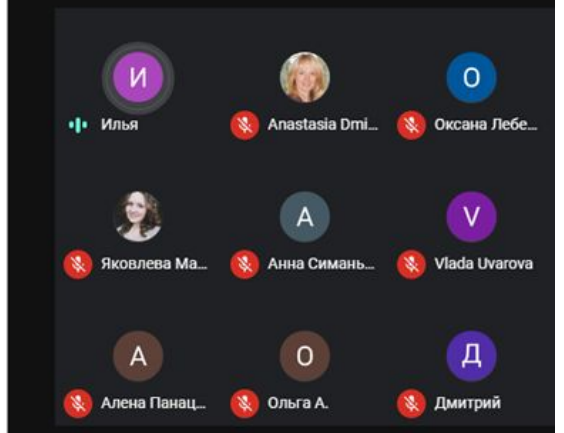 И
Илья
Anastasia Dmi...
О
Оксана Лебе...
Яковлева Ма...
А
Анна Симань...
V
Vlada Uvarova
А
Алена Панац...
О
Ольга А.
Д
Дмитрий